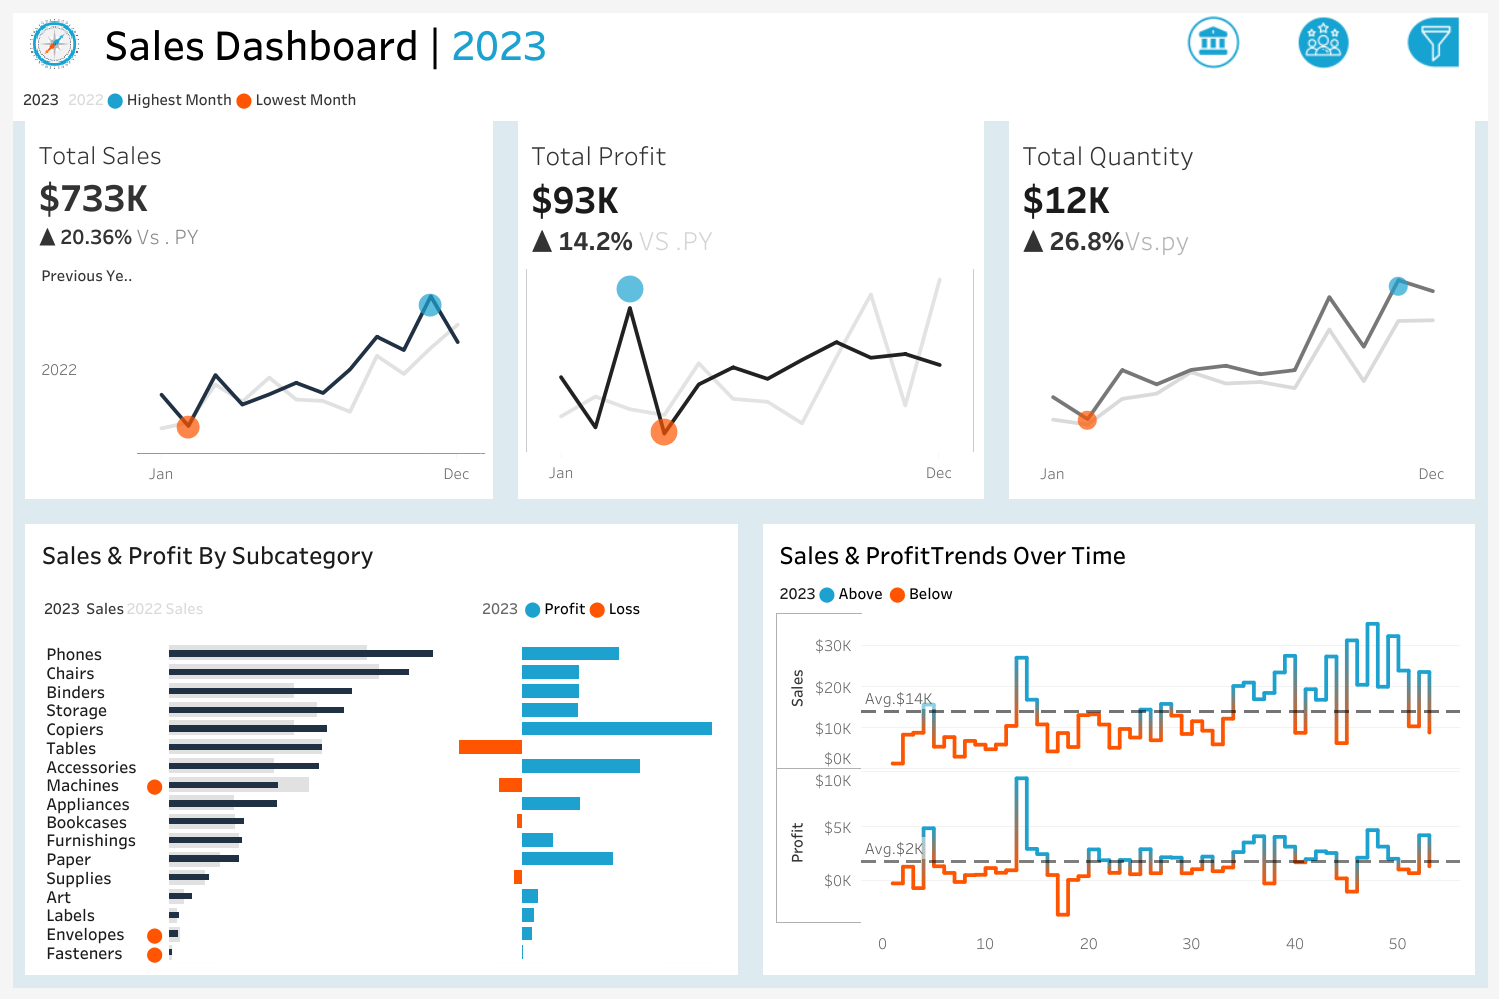 Sales Dashboard | 2023
2023 2022 Highest Month Lowest Month
Total Sales
$733K
▲ 20.36% Vs . PY
Previous Ye..
2022
Jan Dec
Total Profit
$93K
▲ 14.2% VS .PY
Jan Dec
Total Quantity
$12K
▲ 26.8%Vs.py
Jan Dec
Sales & Profit By Subcategory
2023 Sales 2022 Sales
2023 Profit Loss
Phones
Chairs
Binders
Storage
Copiers
Tables
Accessories
Machines
Appliances
Bookcases
Furnishings
Paper
Supplies
Art
Labels
Envelopes
Fasteners
Sales & ProfitTrends Over Time
2023 Above Below
Sales
$30K
$20K
Avg.$14K
$10K
$0K
Profit
$10K
$5K
Avg.$2K
$0K
0 10 20 30 40 50